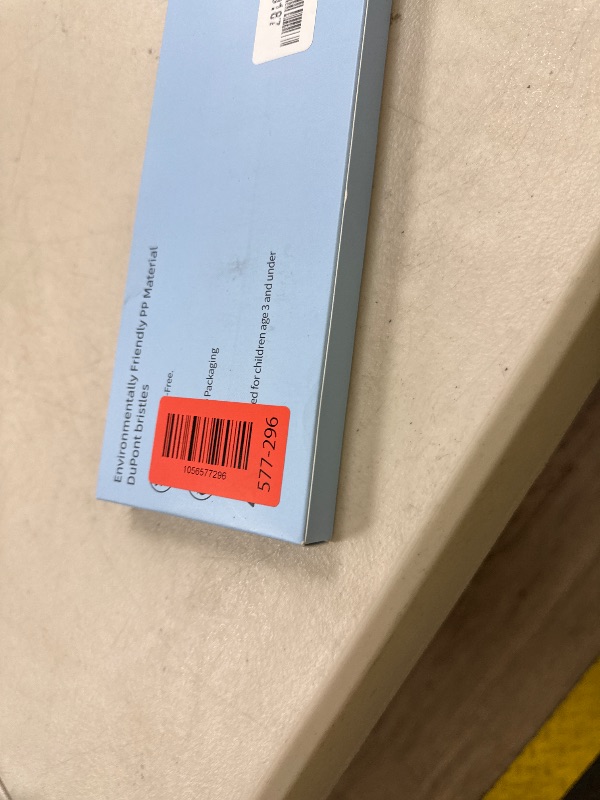 Environmentally Friendly PP Material
DuPont bristles
-Free.
Packaging
ed for children age 3 and under
1056577296
577-296